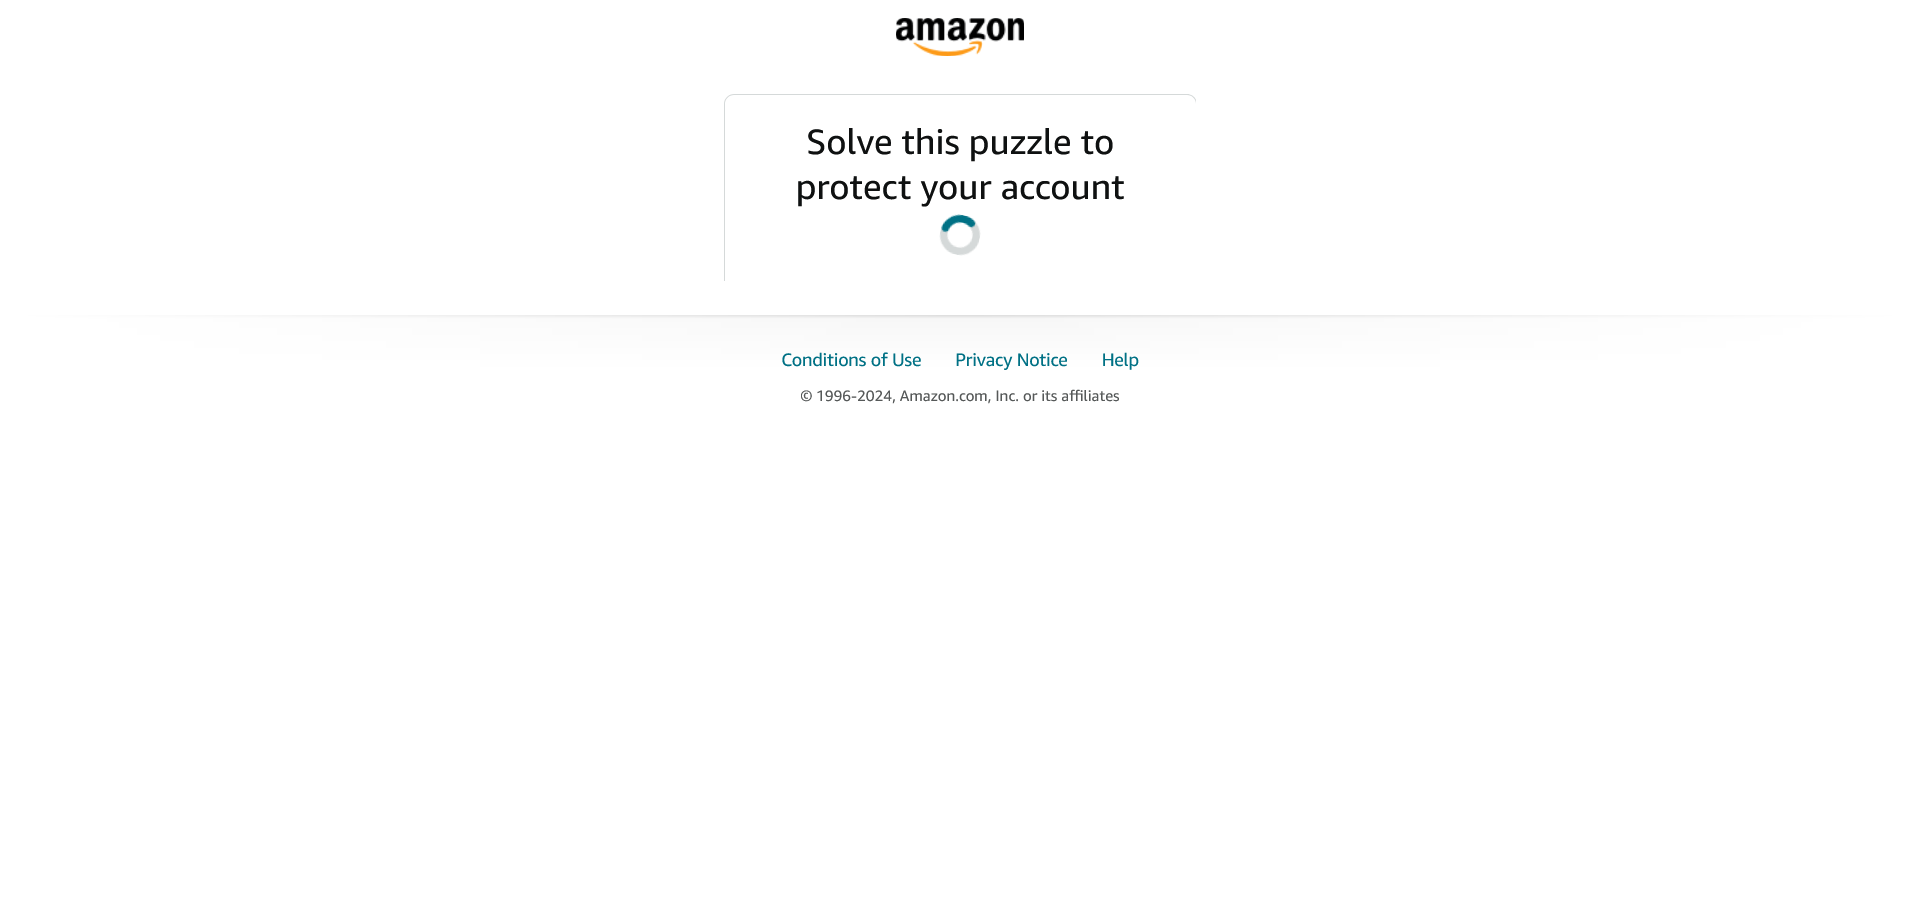 amazon
Solve this puzzle to
protect your account
Conditions of Use Privacy Notice Help
© 1996-2024, Amazon.com, Inc. or its affiliates